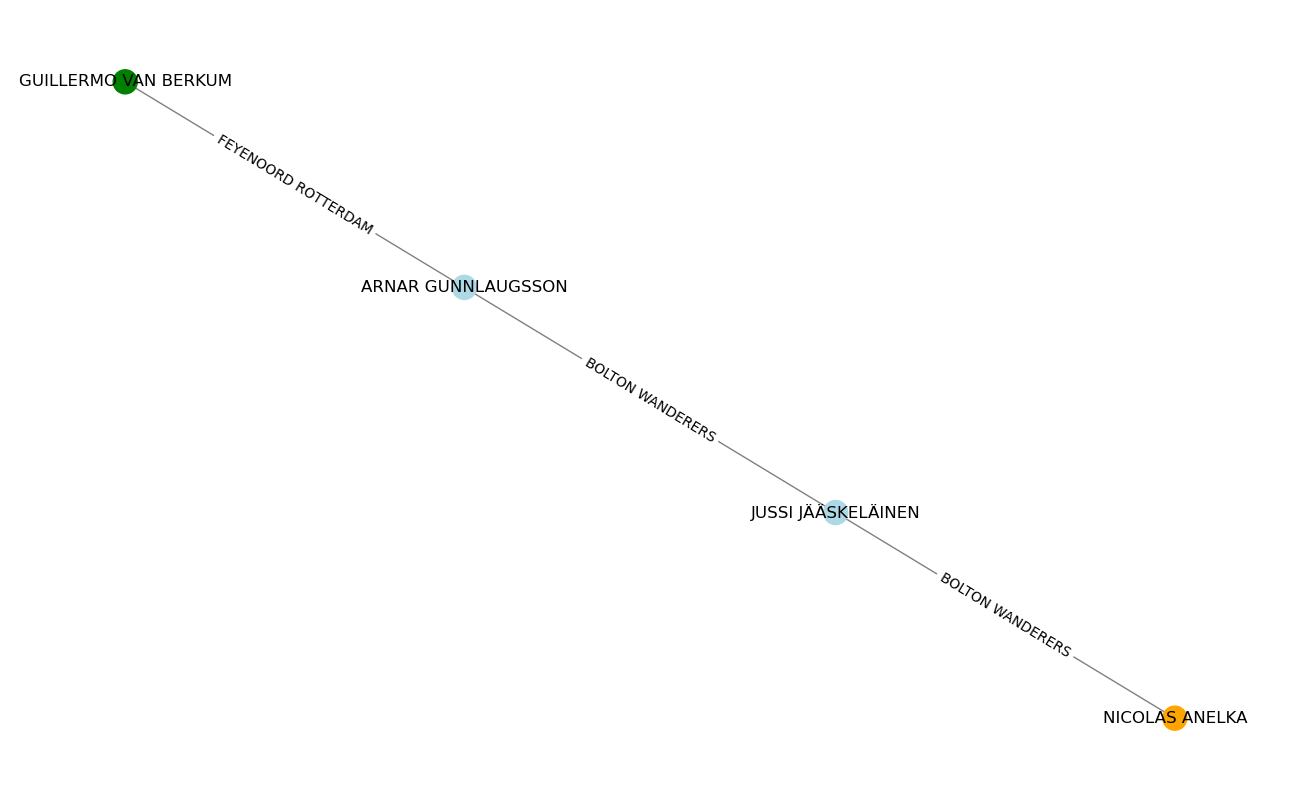 GUILLERMO VAN BERKUM
FEYENOORD ROTTERDAM
ARNAR GUNNLAUGSSON
BOLTON WANDERERS
JUSSI JÄÄSKELÄINEN
BOLTON WANDERERS
NICOLAS ANELKA